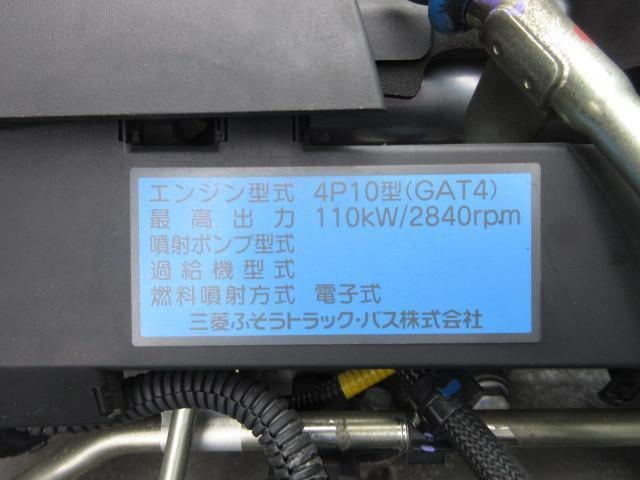 エンジン型式 4P10型(GAT4)
最高出力 110kW/2840rpm
噴射ポンプ型式
過給機型式
燃料噴射方式 電子式
三菱ふそうトラック・バス株式会社